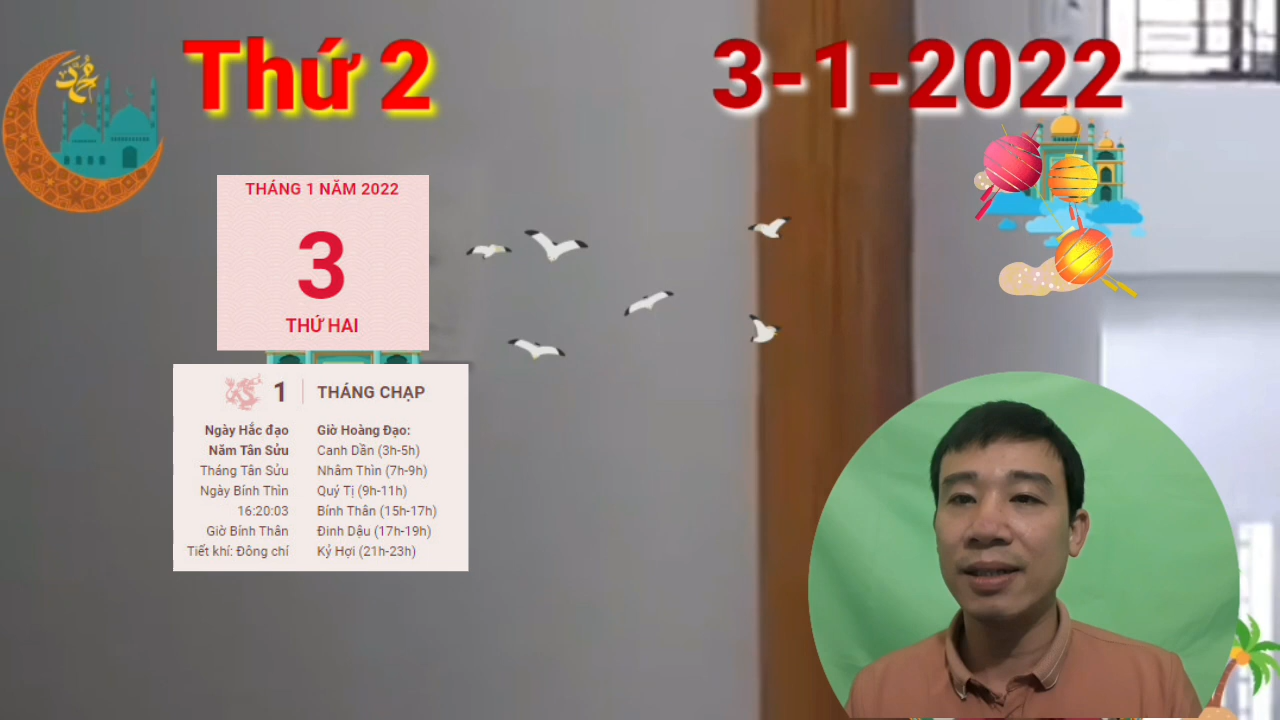 Thứ 2
3-1-2022
THÁNG 1 NĂM 2022
3
THỨ HAI
1 THÁNG CHẠP
Ngày Hắc đạo
Năm Tân Sửu
Tháng Tân Sửu
Ngày Bính Thìn
16:20:03
Giờ Bính Thân
Tiết khí: Đông chí
Giờ Hoàng Đạo:
Canh Dần (3h-5h)
Nhâm Thìn (7h-9h)
Quý Tị (9h-11h)
Bính Thân (15h-17h)
Đinh Dậu (17h-19h)
Kỷ Hợi (21h-23h)
محمد